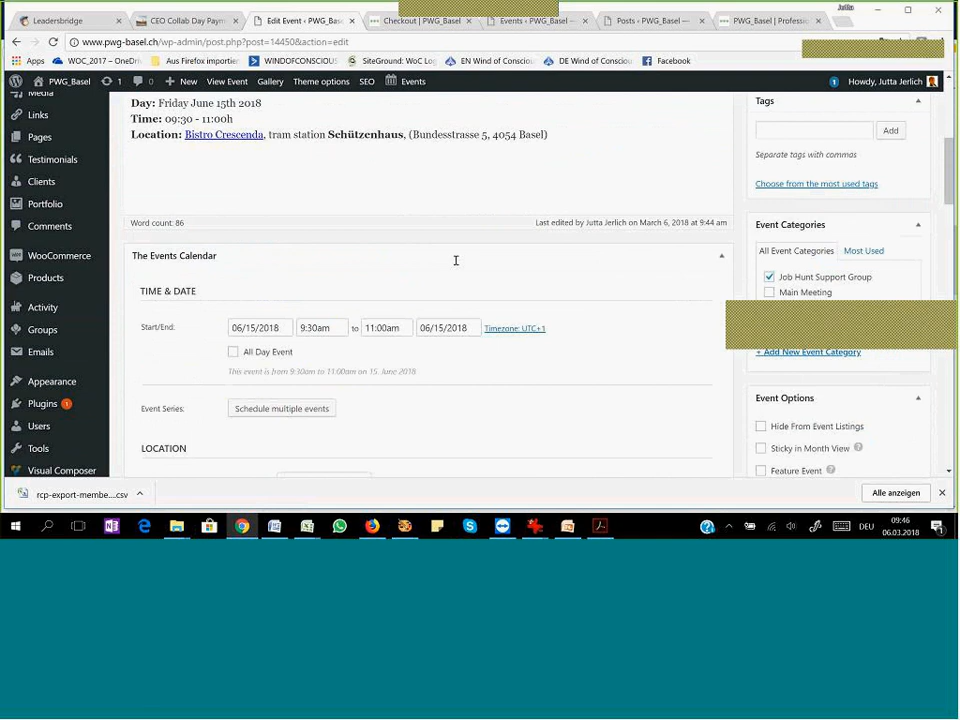 Jutta
Leadersbridge
CEO Collab Day Paym
Edit Event ‹ PWG_Bas
Checkout | PWG_Basel
Events ‹ PWG_Basel —
Posts ‹ PWG_Basel —
PWG_Basel | Professio
www.pwg-basel.ch/wp-admin/post.php?post=14450&action=edit
Apps WOC_2017 – OneDri Aus Firefox importier WINDOFCONSCIOUS SiteGround: WoC Log EN Wind of Consciou DE Wind of Consciou Facebook
PWG_Basel 1 0 + New View Event Gallery Theme options SEO Events 1 Howdy, Jutta Jerlich
Media
Links
Pages
Testimonials
Clients
Portfolio
Comments
WooCommerce
Products
Activity
Groups
Emails
Appearance
Plugins 1
Users
Tools
Visual Composer
Day: Friday June 15th 2018
Time: 09:30 - 11:00h
Location: Bistro Crescenda, tram station Schützenhaus, (Bundesstrasse 5, 4054 Basel)
Word count: 86 Last edited by Jutta Jerlich on March 6, 2018 at 9:44 am
The Events Calendar
TIME & DATE
Start/End: 06/15/2018 9:30am to 11:00am 06/15/2018 Timezone: UTC+1
All Day Event
This event is from 9:30am to 11:00am on 15. June 2018.
Event Series: Schedule multiple events
LOCATION
Tags
Add
Separate tags with commas
Choose from the most used tags
Event Categories
All Event Categories Most Used
Job Hunt Support Group
Main Meeting
+ Add New Event Category
Event Options
Hide From Event Listings
Sticky in Month View ?
Feature Event ?
rcp-export-membe....csv
Alle anzeigen
DEU
09:46
06.03.2018